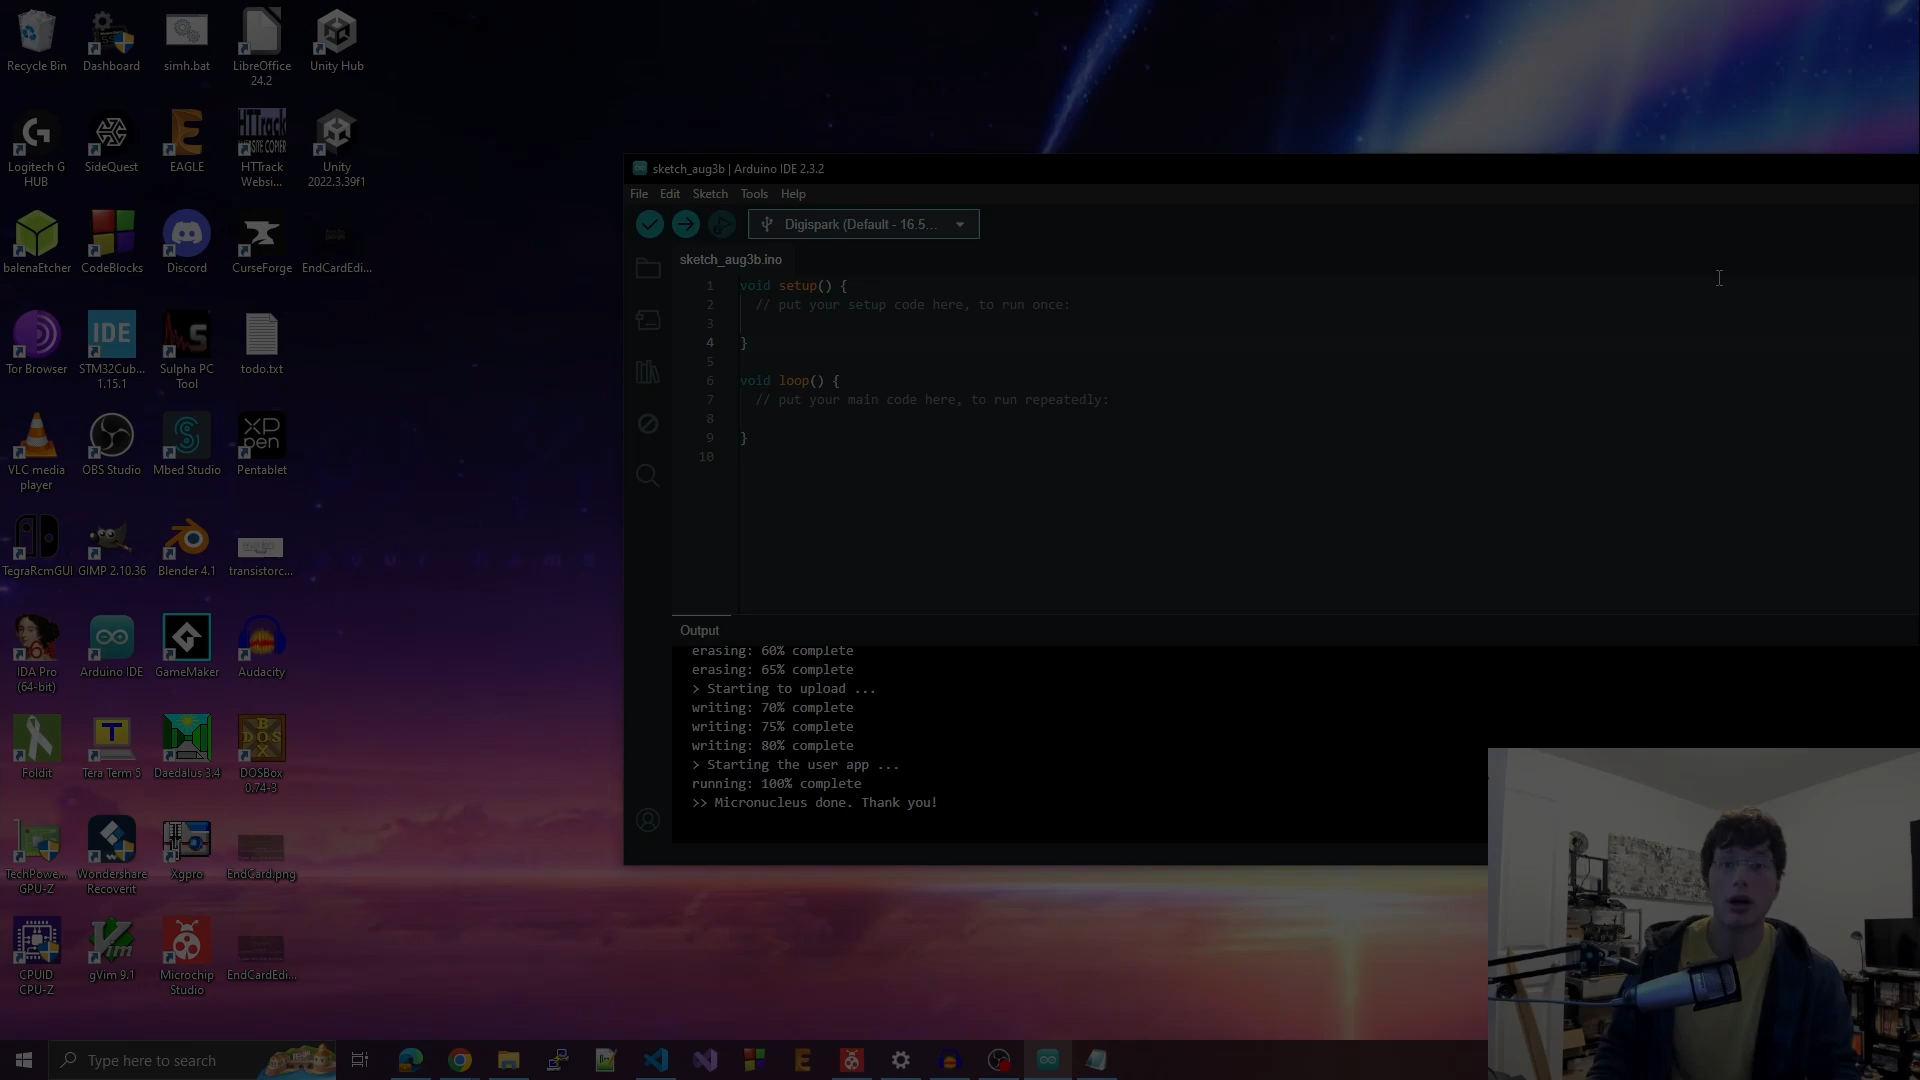 Recycle Bin
Dashboard
simh.bat
LibreOffice
24.2
Unity Hub
Logitech G
HUB
SideQuest
EAGLE
HTTrack
Websi...
Unity
2022.3.39f1
balenaEtcher
CodeBlocks
Discord
CurseForge
EndCardEdi...
Tor Browser
IDE
STM32Cub...
1.15.1
Sulpha PC
Tool
todo.txt
VLC media
player
OBS Studio
Mbed Studio
XP
pen
Pentablet
TegraRcmGUI
GIMP 2.10.36
Blender 4.1
transistorc...
IDA Pro
(64-bit)
Arduino IDE
GameMaker
Audacity
Foldit
Tera Term 5
Daedalus 3.4
DOSBox
0.74-3
TechPowe...
GPU-Z
Wondershare
Recoverit
Xgpro
EndCard.png
CPUID
CPU-Z
gVim 9.1
Microchip
Studio
EndCardEdi...
sketch_aug3b | Arduino IDE 2.3.2
File Edit Sketch Tools Help
Digispark (Default - 16.5...
sketch_aug3b.ino
1 void setup() {
2 // put your setup code here, to run once:
3
4 }
5
6 void loop() {
7 // put your main code here, to run repeatedly:
8
9 }
10
Output
erasing: 60% complete
erasing: 65% complete
> Starting to upload ...
writing: 70% complete
writing: 75% complete
writing: 80% complete
> Starting the user app ...
running: 100% complete
>> Micronucleus done. Thank you!
Type here to search